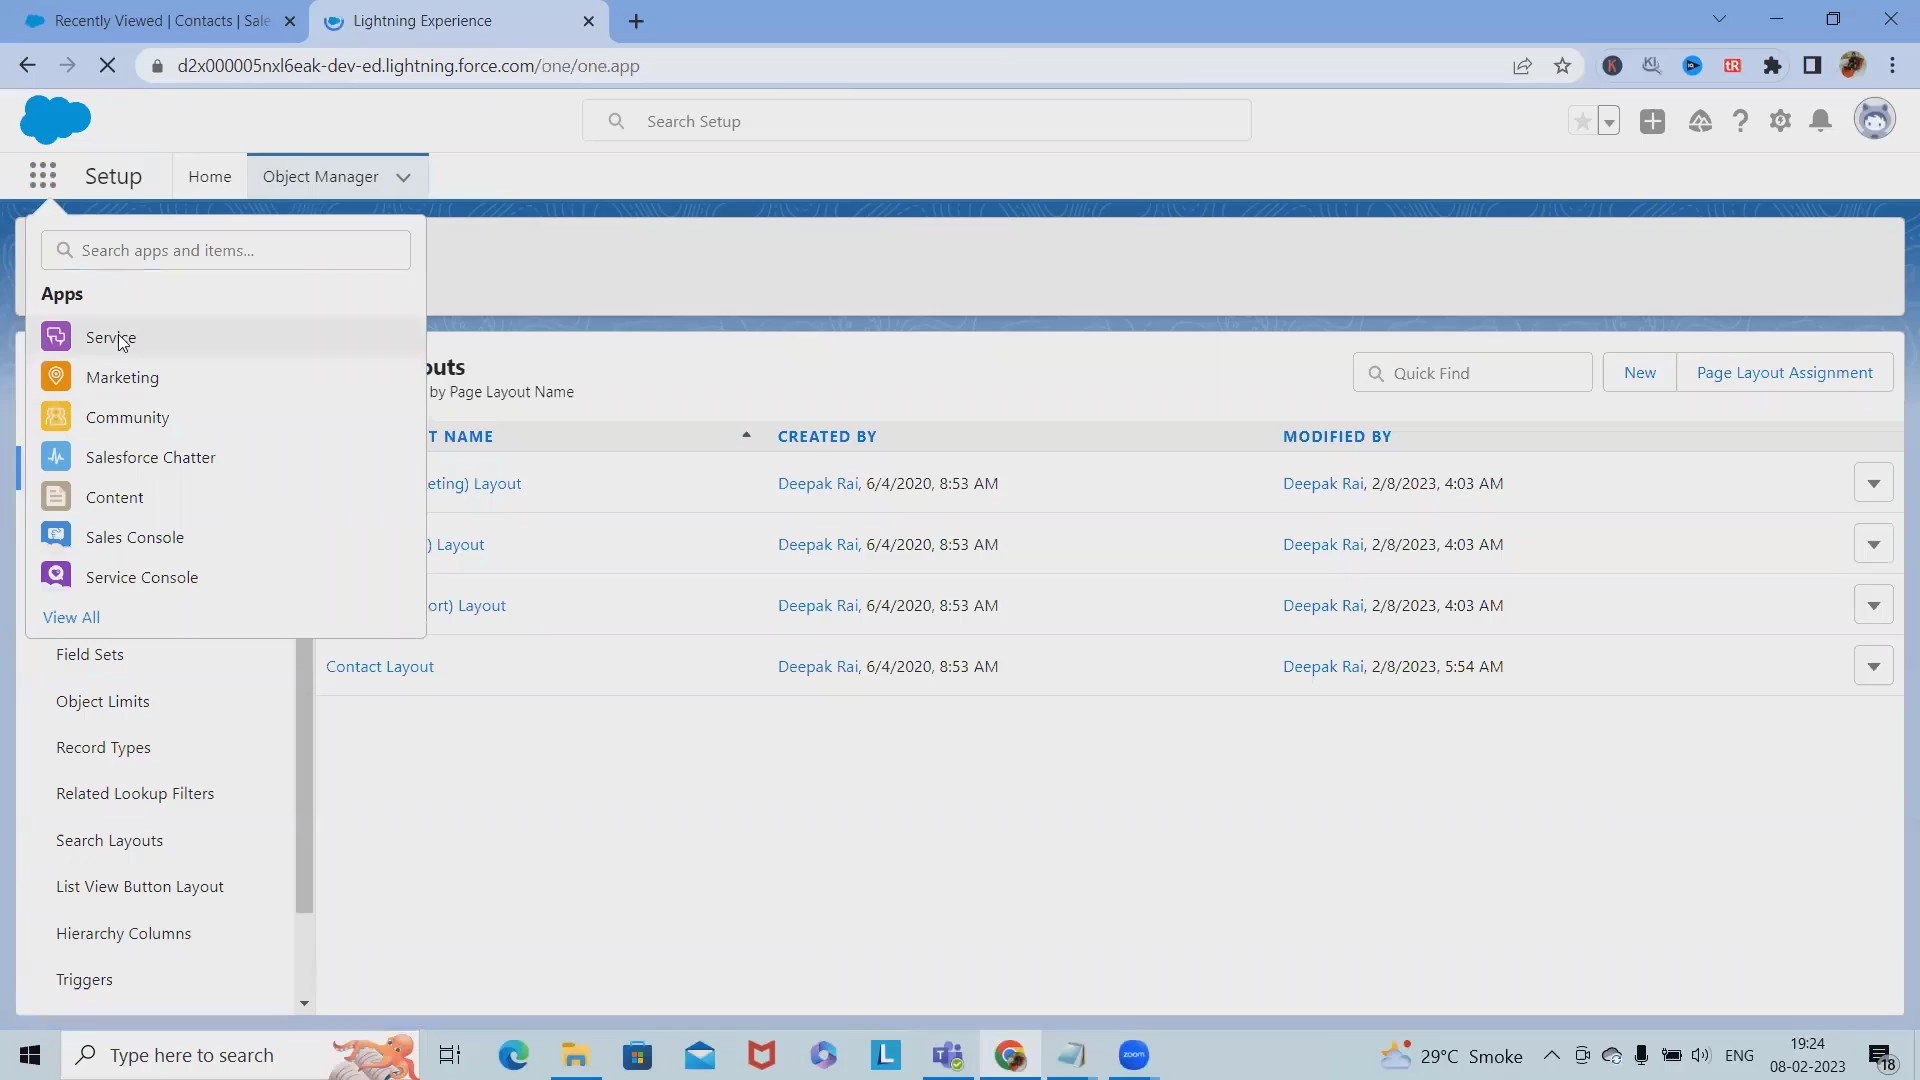 Recently Viewed | Contacts | Sale
Lightning Experience
d2x000005nxl6eak-dev-ed.lightning.force.com/one/one.app
Search Setup
Setup
Home
Object Manager
Search apps and items...
Apps
Service
Marketing
Community
Salesforce Chatter
Content
Sales Console
Service Console
View All
Field Sets
Object Limits
Record Types
Related Lookup Filters
Search Layouts
List View Button Layout
Hierarchy Columns
Triggers
outs
by Page Layout Name
Quick Find
New
Page Layout Assignment
T NAME CREATED BY MODIFIED BY
eting) Layout Deepak Rai, 6/4/2020, 8:53 AM Deepak Rai, 2/8/2023, 4:03 AM
) Layout Deepak Rai, 6/4/2020, 8:53 AM Deepak Rai, 2/8/2023, 4:03 AM
ort) Layout Deepak Rai, 6/4/2020, 8:53 AM Deepak Rai, 2/8/2023, 4:03 AM
Contact Layout Deepak Rai, 6/4/2020, 8:53 AM Deepak Rai, 2/8/2023, 5:54 AM
Type here to search
zoom
29°C Smoke
ENG
19:24
08-02-2023
18